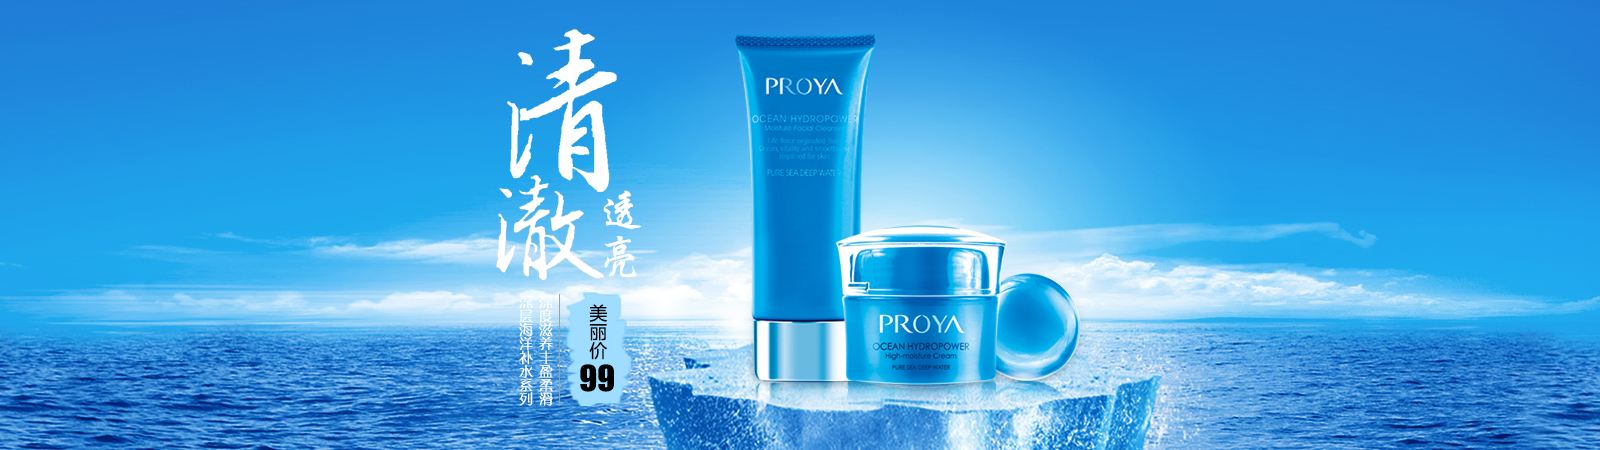 清澈
透亮
深度滋养丰盈柔滑
深层海洋补水系列
美丽价
99
PROYA
OCEAN HYDROPOWER
Moisture Facial Cleanser
PURE SEA DEEP WATER
PROYA
OCEAN HYDROPOWER
High-moisture Cream
PURE SEA DEEP WATER